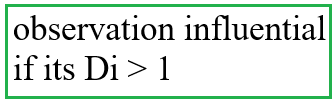 observation influential
if its Di > 1